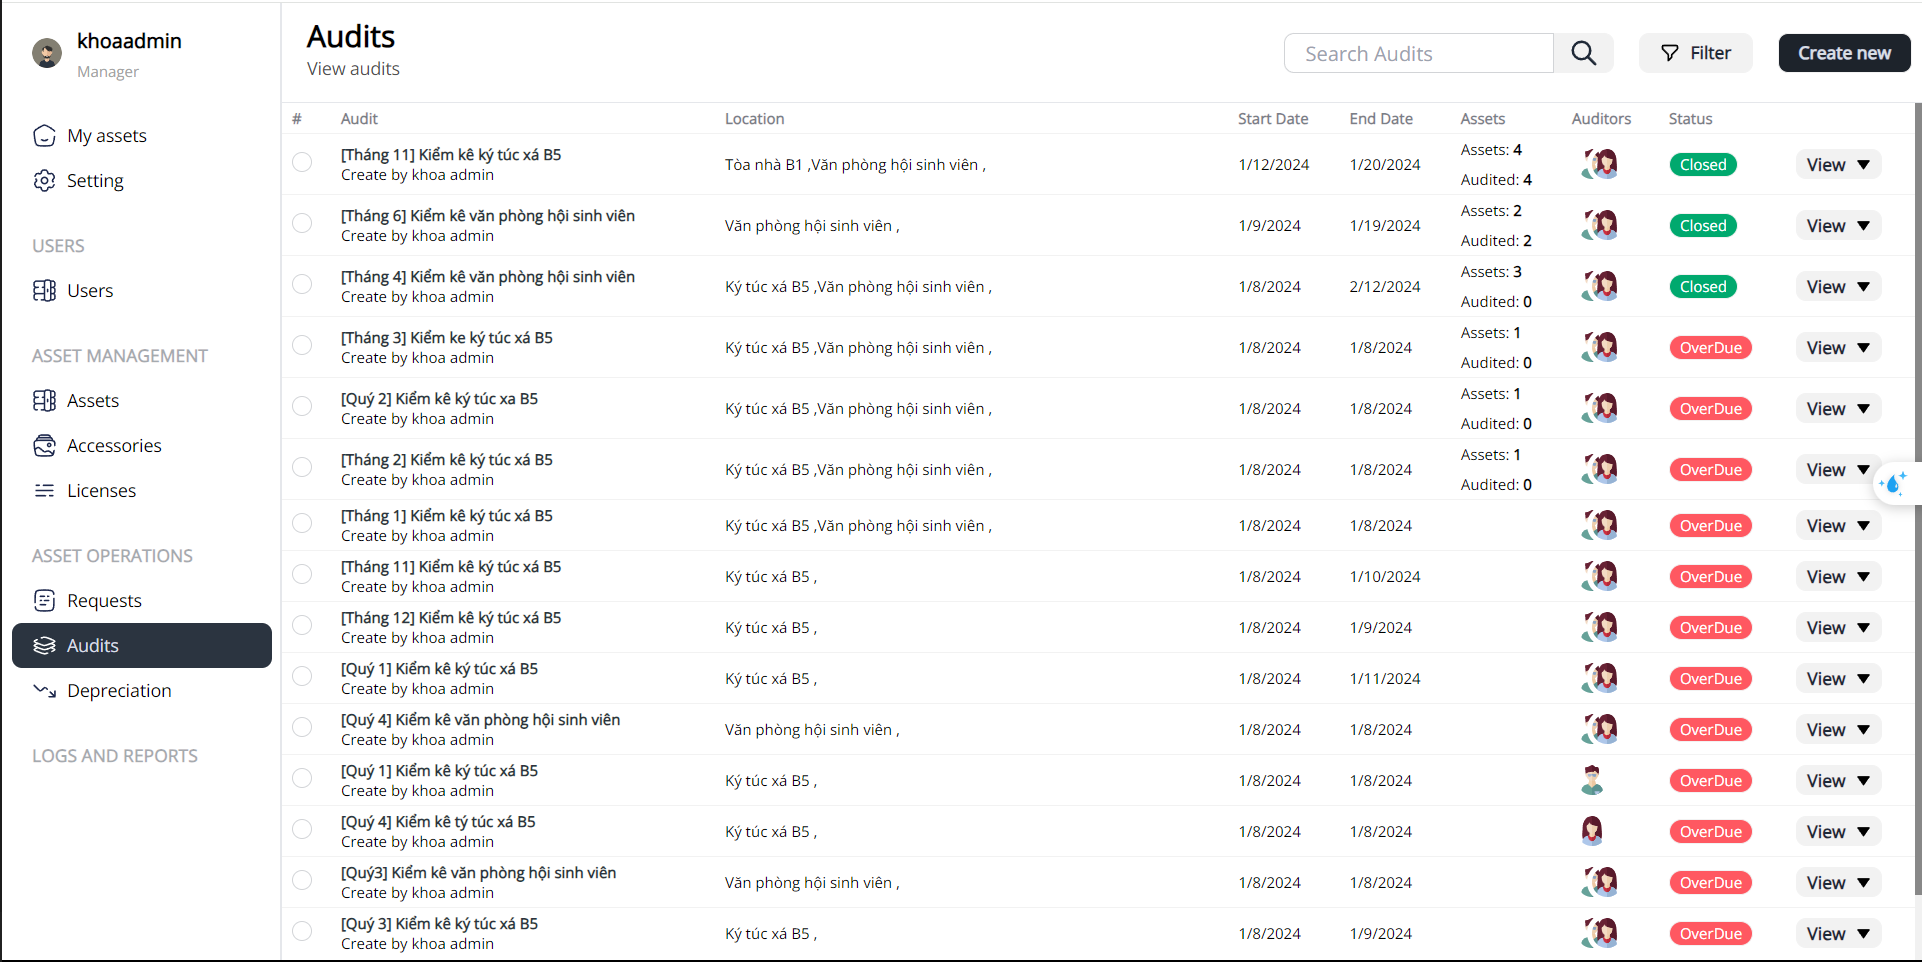 khoaadmin
Manager
My assets
Setting
USERS
Users
ASSET MANAGEMENT
Assets
Accessories
Licenses
ASSET OPERATIONS
Requests
Audits
Depreciation
LOGS AND REPORTS
Audits
View audits
Search Audits
Filter
Create new
# Audit Location Start Date End Date Assets Auditors Status
[Tháng 11] Kiểm kê ký túc xá B5
Create by khoa admin
Tòa nhà B1 ,Văn phòng hội sinh viên ,
1/12/2024
1/20/2024
Assets: 4
Audited: 4
Closed
View
[Tháng 6] Kiểm kê văn phòng hội sinh viên
Create by khoa admin
Văn phòng hội sinh viên ,
1/9/2024
1/19/2024
Assets: 2
Audited: 2
Closed
View
[Tháng 4] Kiểm kê văn phòng hội sinh viên
Create by khoa admin
Ký túc xá B5 ,Văn phòng hội sinh viên ,
1/8/2024
2/12/2024
Assets: 3
Audited: 0
Closed
View
[Tháng 3] Kiểm ke ký túc xá B5
Create by khoa admin
Ký túc xá B5 ,Văn phòng hội sinh viên ,
1/8/2024
1/8/2024
Assets: 1
Audited: 0
OverDue
View
[Quý 2] Kiểm kê ký túc xa B5
Create by khoa admin
Ký túc xá B5 ,Văn phòng hội sinh viên ,
1/8/2024
1/8/2024
Assets: 1
Audited: 0
OverDue
View
[Tháng 2] Kiểm kê ký túc xá B5
Create by khoa admin
Ký túc xá B5 ,Văn phòng hội sinh viên ,
1/8/2024
1/8/2024
Assets: 1
Audited: 0
OverDue
View
[Tháng 1] Kiểm kê ký túc xá B5
Create by khoa admin
Ký túc xá B5 ,Văn phòng hội sinh viên ,
1/8/2024
1/8/2024
OverDue
View
[Tháng 11] Kiểm kê ký túc xá B5
Create by khoa admin
Ký túc xá B5 ,
1/8/2024
1/10/2024
OverDue
View
[Tháng 12] Kiểm kê ký túc xá B5
Create by khoa admin
Ký túc xá B5 ,
1/8/2024
1/9/2024
OverDue
View
[Quý 1] Kiểm kê ký túc xá B5
Create by khoa admin
Ký túc xá B5 ,
1/8/2024
1/11/2024
OverDue
View
[Quý 4] Kiểm kê văn phòng hội sinh viên
Create by khoa admin
Văn phòng hội sinh viên ,
1/8/2024
1/8/2024
OverDue
View
[Quý 1] Kiểm kê ký túc xá B5
Create by khoa admin
Ký túc xá B5 ,
1/8/2024
1/8/2024
OverDue
View
[Quý 4] Kiểm kê tý túc xá B5
Create by khoa admin
Ký túc xá B5 ,
1/8/2024
1/8/2024
OverDue
View
[Quý3] Kiểm kê văn phòng hội sinh viên
Create by khoa admin
Văn phòng hội sinh viên ,
1/8/2024
1/8/2024
OverDue
View
[Quý 3] Kiểm kê ký túc xá B5
Create by khoa admin
Ký túc xá B5 ,
1/8/2024
1/9/2024
OverDue
View